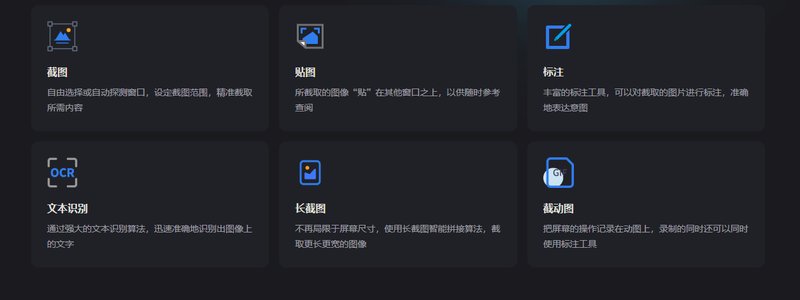 截图
自由选择或自动探测窗口，设定截图范围，精准截取
所需内容
贴图
所截取的图像“贴”在其他窗口之上，以供随时参考
查阅
标注
丰富的标注工具，可以对截取的图片进行标注，准确
地表达意图
OCR
文本识别
通过强大的文本识别算法，迅速准确地识别出图像上
的文字
长截图
不再局限于屏幕尺寸，使用长截图智能拼接算法，截
取更长更宽的图像
GIF
截动图
把屏幕的操作记录在动图上，录制的同时还可以同时
使用标注工具